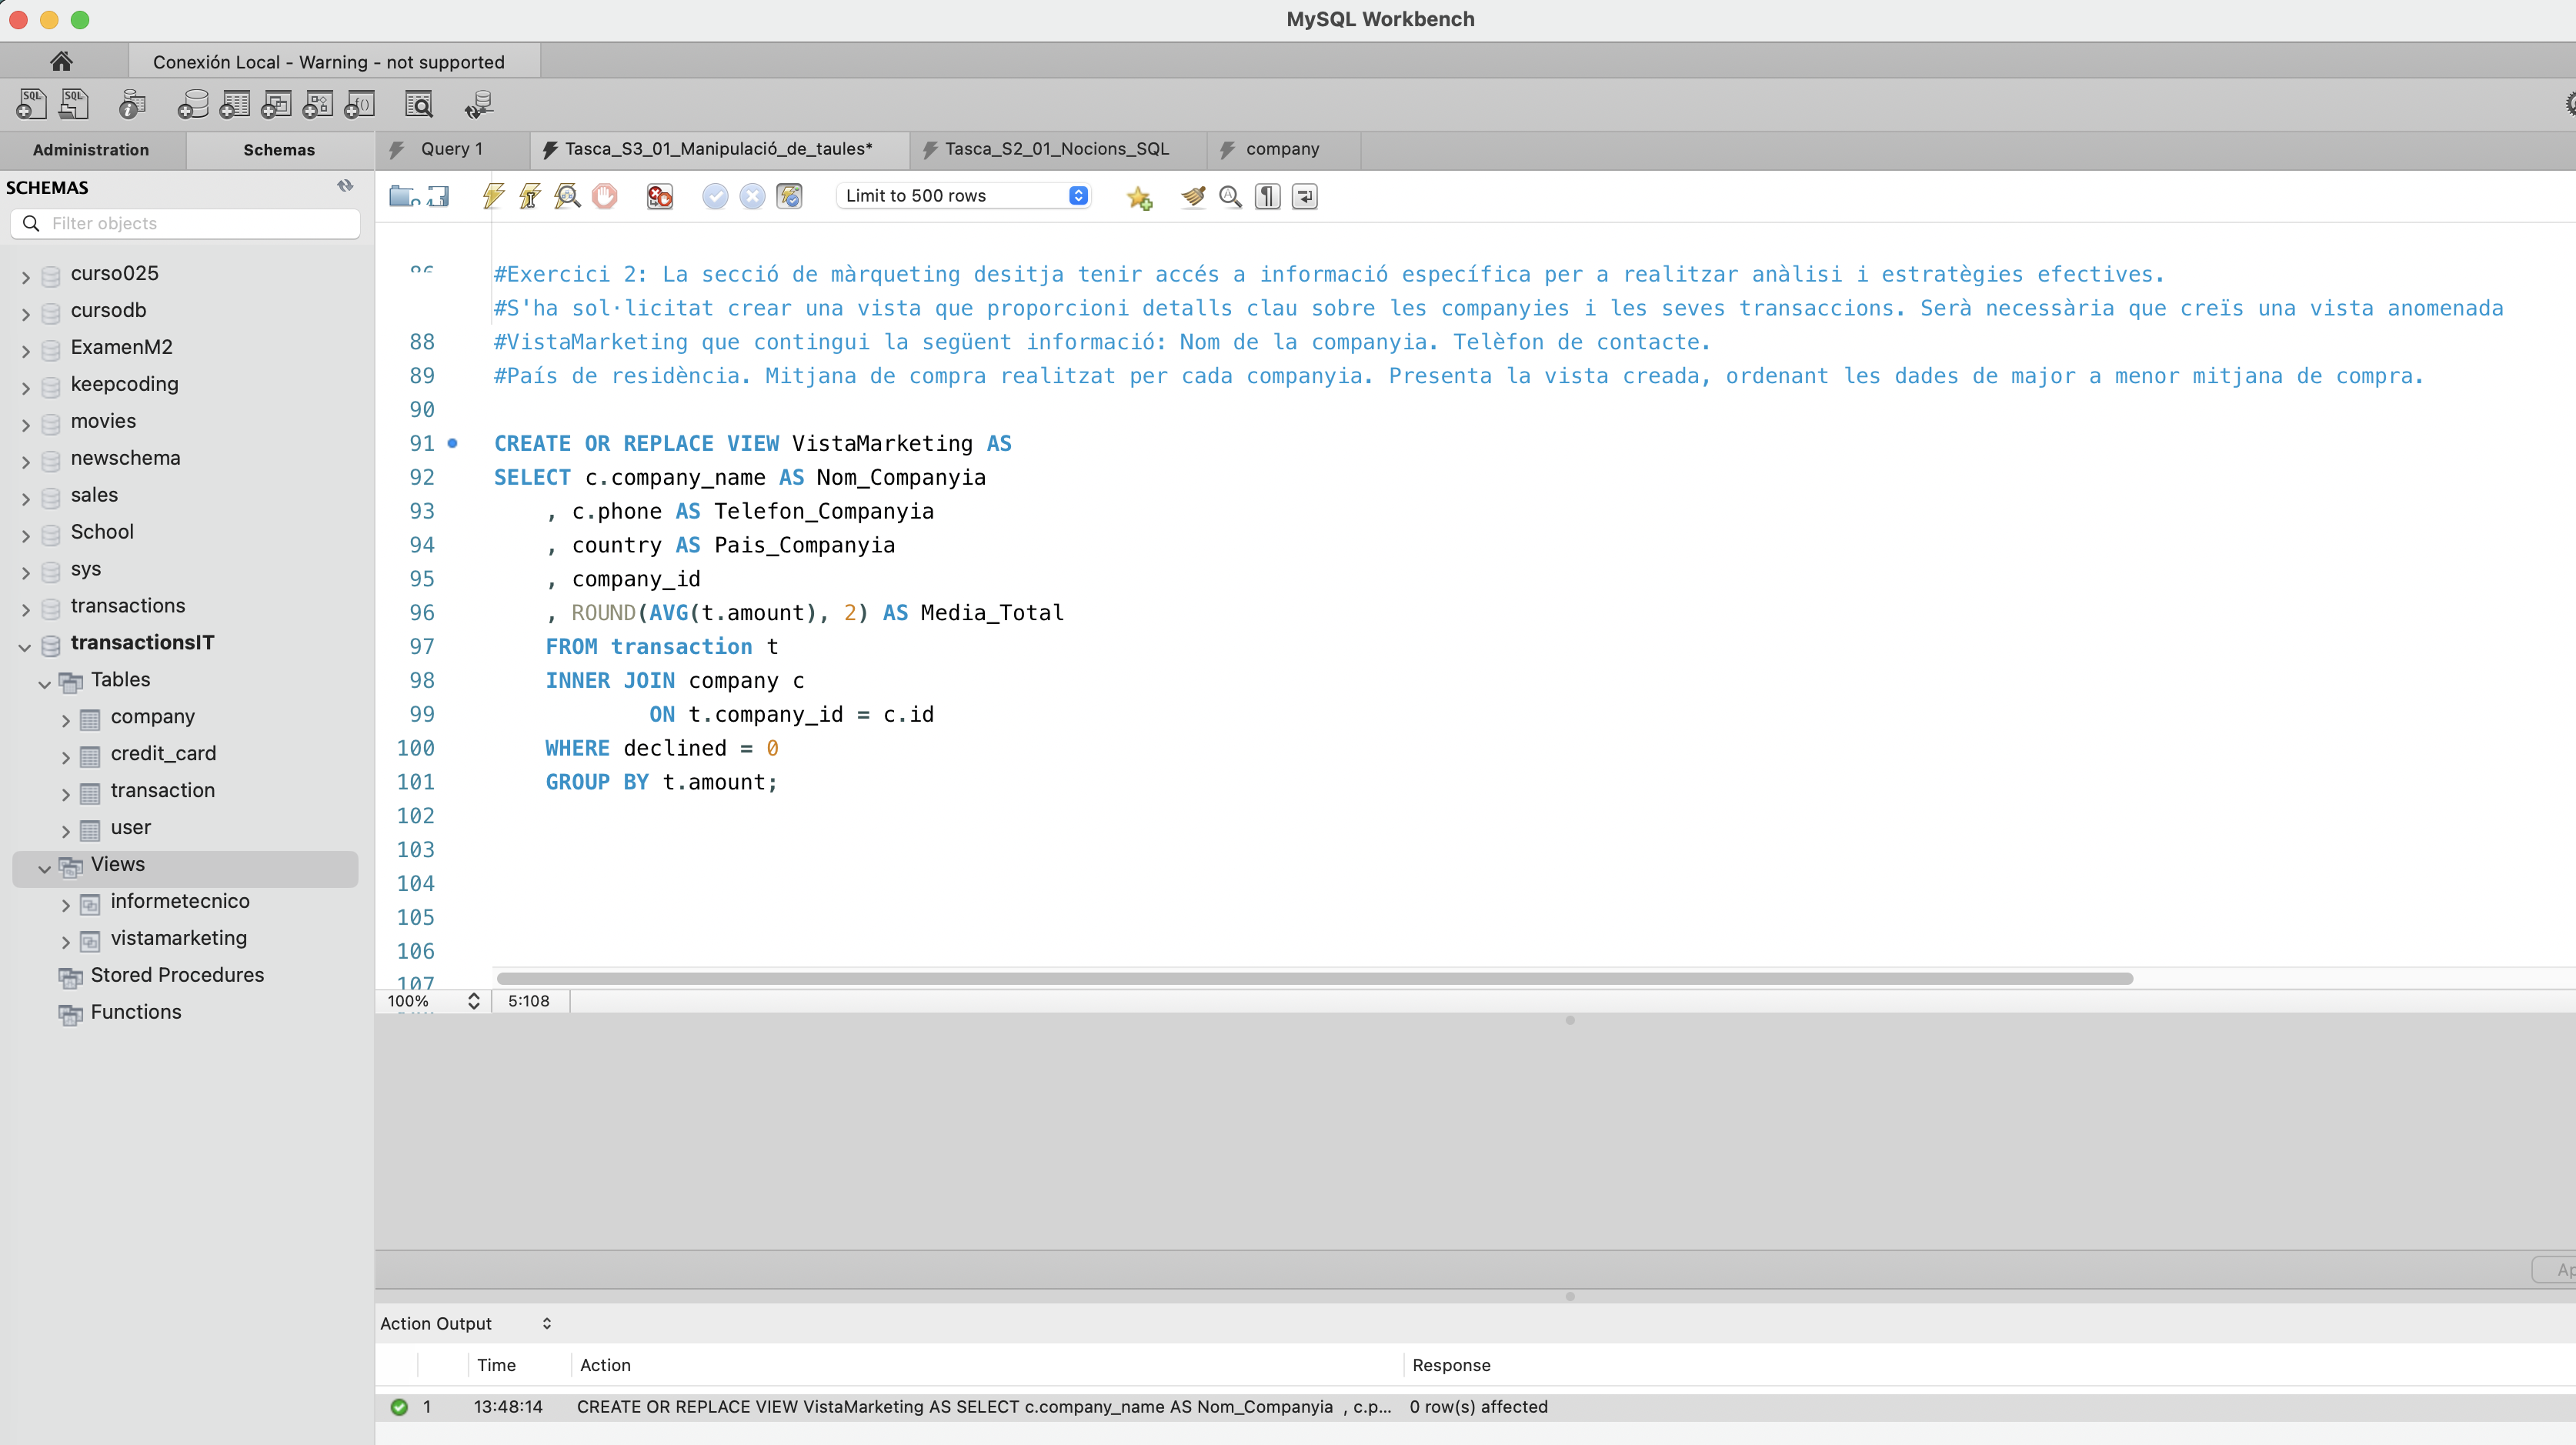 MySQL Workbench
Conexión Local - Warning - not supported
Administration
Schemas
Query 1
Tasca_S3_01_Manipulació_de_taules*
Tasca_S2_01_Nocions_SQL
company
SCHEMAS
Filter objects
Limit to 500 rows
curso025
cursodb
ExamenM2
keepcoding
movies
newschema
sales
School
sys
transactions
transactionsIT
Tables
company
credit_card
transaction
user
Views
informetecnico
vistamarketing
Stored Procedures
Functions
#Exercici 2: La secció de màrqueting desitja tenir accés a informació específica per a realitzar anàlisi i estratègies efectives.
#S'ha sol·licitat crear una vista que proporcioni detalls clau sobre les companyies i les seves transaccions. Serà necessària que creïs una vista anomenada
88 #VistaMarketing que contingui la següent informació: Nom de la companyia. Telèfon de contacte.
89 #País de residència. Mitjana de compra realitzat per cada companyia. Presenta la vista creada, ordenant les dades de major a menor mitjana de compra.
90
91 CREATE OR REPLACE VIEW VistaMarketing AS
92 SELECT c.company_name AS Nom_Companyia
93 , c.phone AS Telefon_Companyia
94 , country AS Pais_Companyia
95 , company_id
96 , ROUND(AVG(t.amount), 2) AS Media_Total
97 FROM transaction t
98 INNER JOIN company c
99 ON t.company_id = c.id
100 WHERE declined = 0
101 GROUP BY t.amount;
102
103
104
105
106
107
100%
5:108
Action Output
Time Action Response
1 13:48:14 CREATE OR REPLACE VIEW VistaMarketing AS SELECT c.company_name AS Nom_Companyia , c.p... 0 row(s) affected